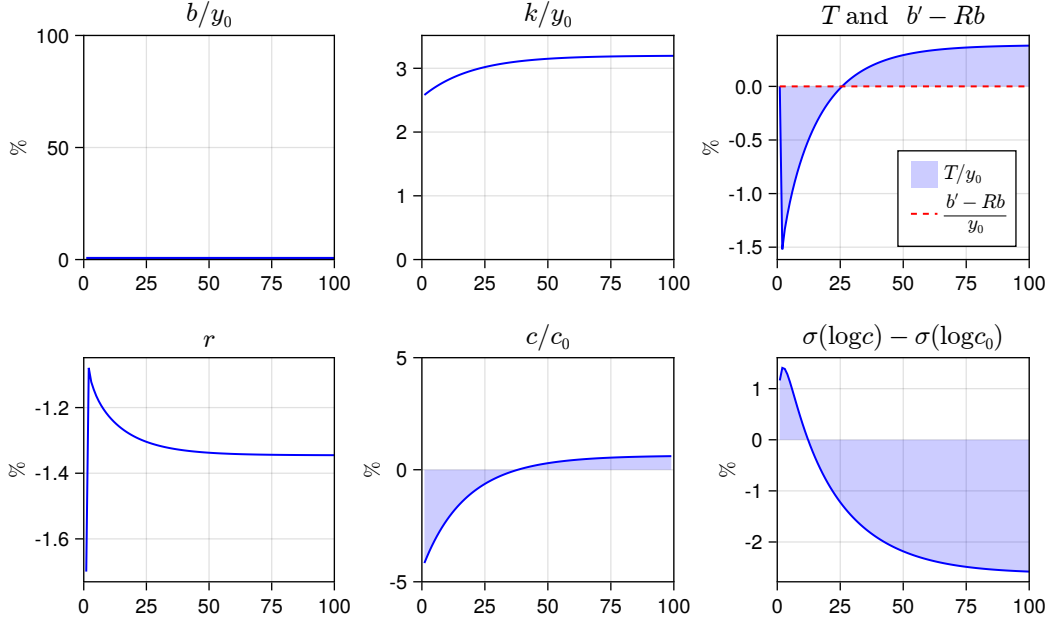 b/y₀
100
50
0
%
0 25 50 75 100
k/y₀
3
2
1
0
0 25 50 75 100
T and b′ − Rb
0.0
-0.5
-1.0
-1.5
%
T/y₀
b′ − Rb
y₀
0 25 50 75 100
r
-1.2
-1.4
-1.6
%
0 25 50 75 100
c/c₀
5
0
-5
%
0 25 50 75 100
σ(logc) − σ(logc₀)
1
0
-1
-2
%
0 25 50 75 100